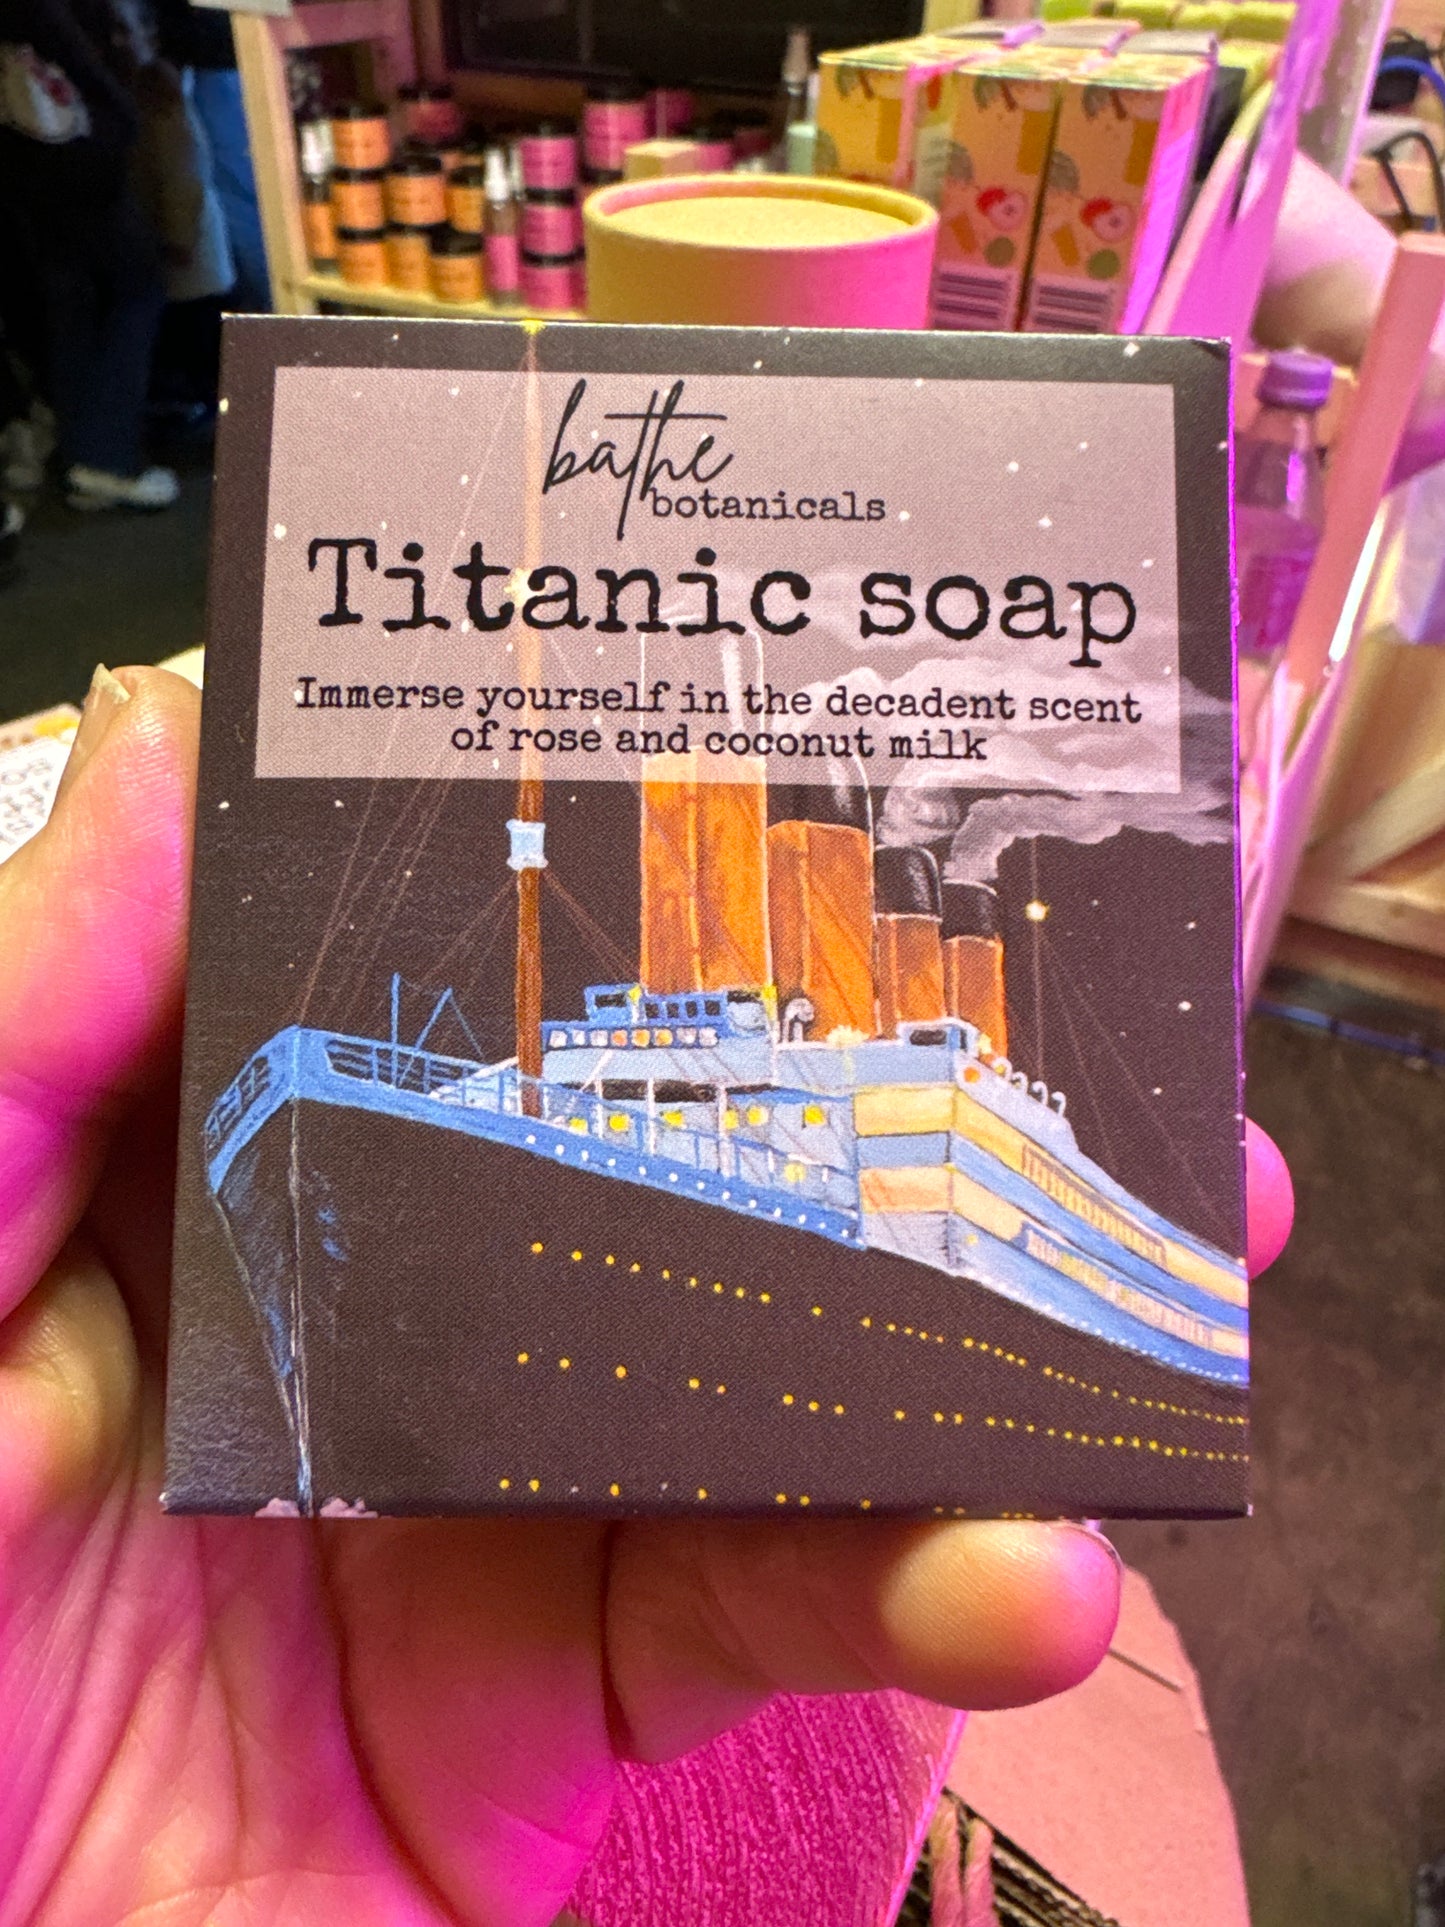 bathe
botanicals
Titanic soap
Immerse yourself in the decadent scent
of rose and coconut milk